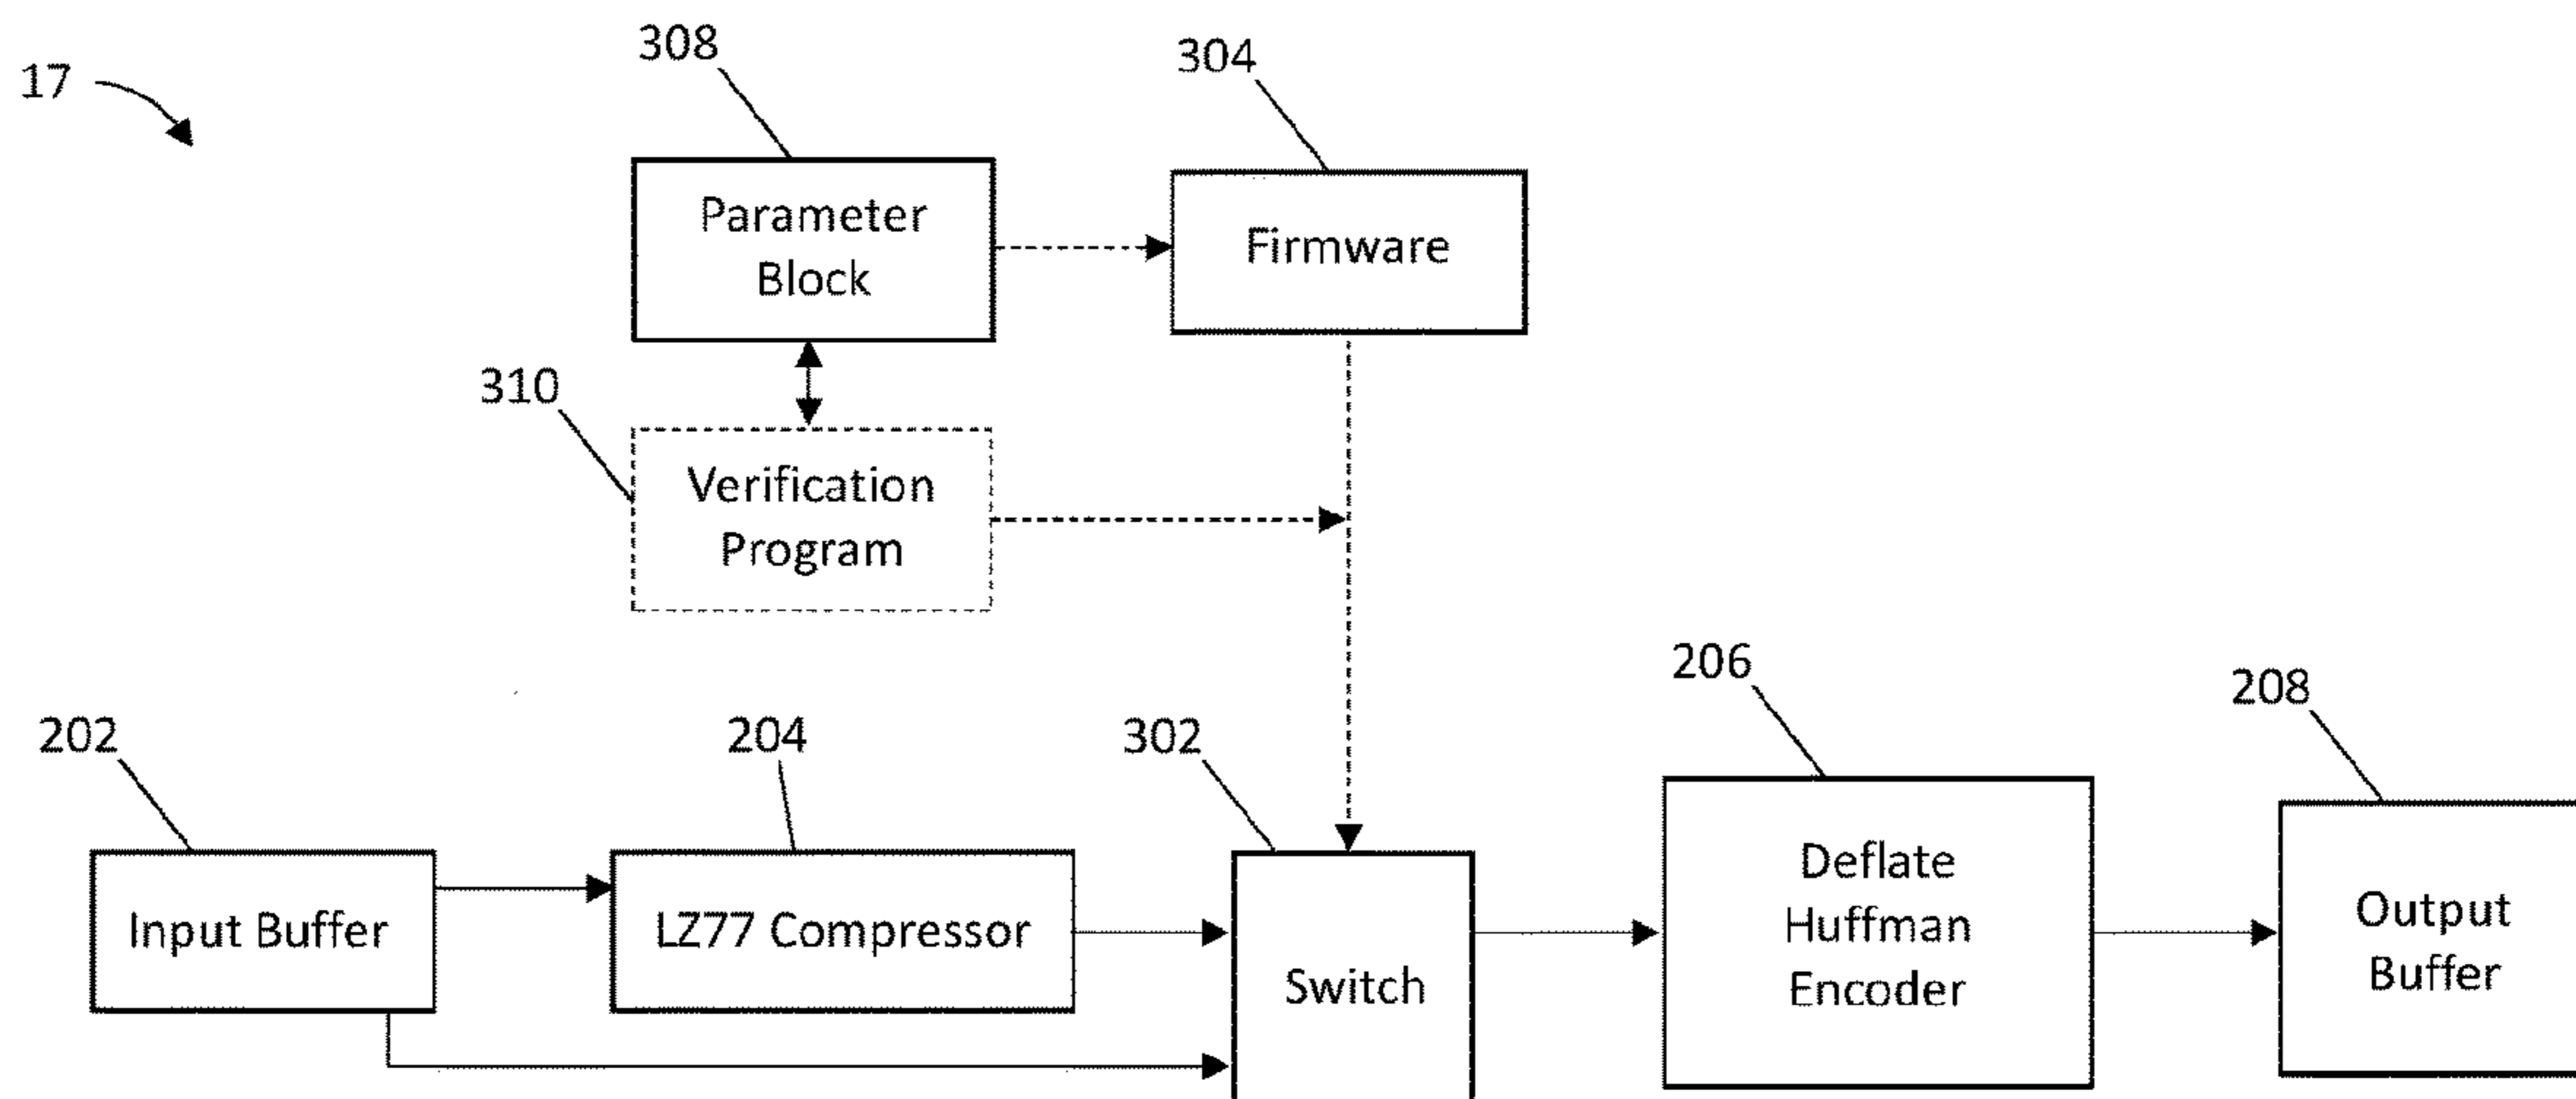 308
304
17
Parameter
Block
Firmware
310
Verification
Program
206
208
202
204
302
Input Buffer
LZ77 Compressor
Switch
Deflate
Huffman
Encoder
Output
Buffer